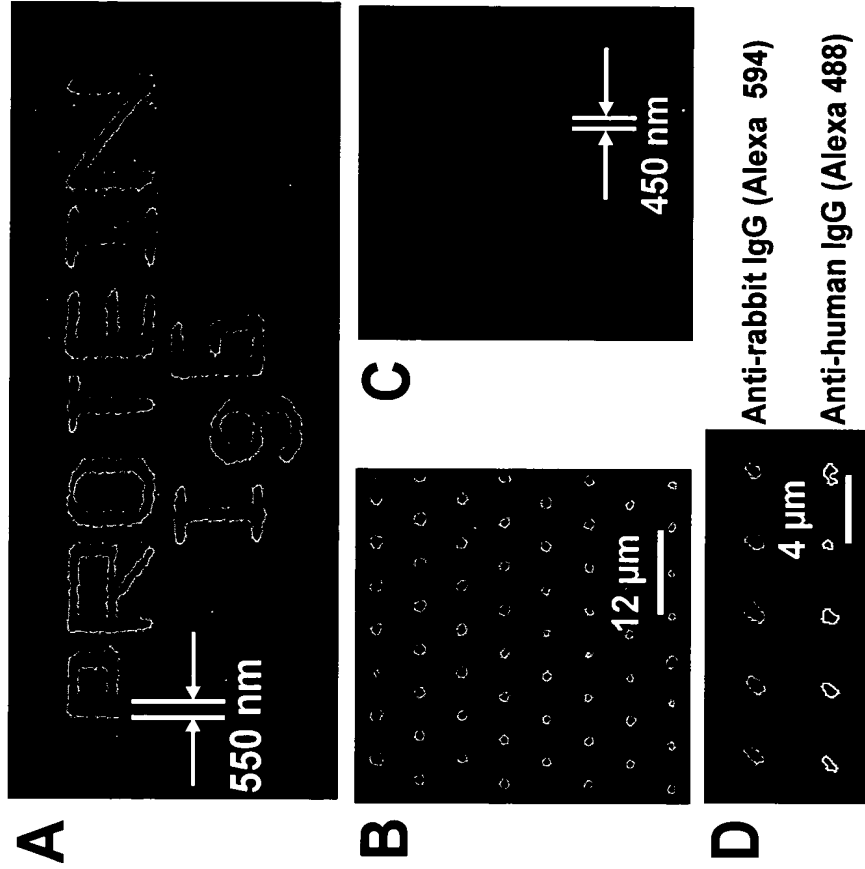 A
PROTEIN
IgE
550 nm
B
12 µm
C
450 nm
D
4 µm
Anti-rabbit IgG (Alexa 594)
Anti-human IgG (Alexa 488)